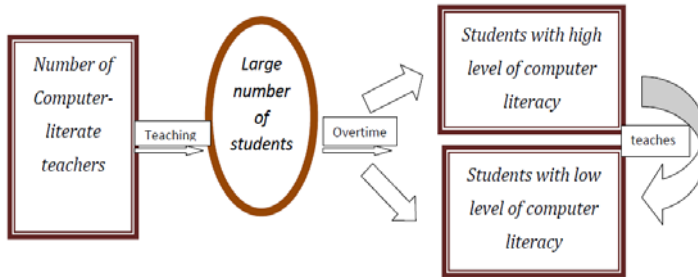 Number of
Computer-
literate
teachers
Teaching
Large
number
of
students
Overtime
Students with high
level of computer
literacy
teaches
Students with low
level of computer
literacy